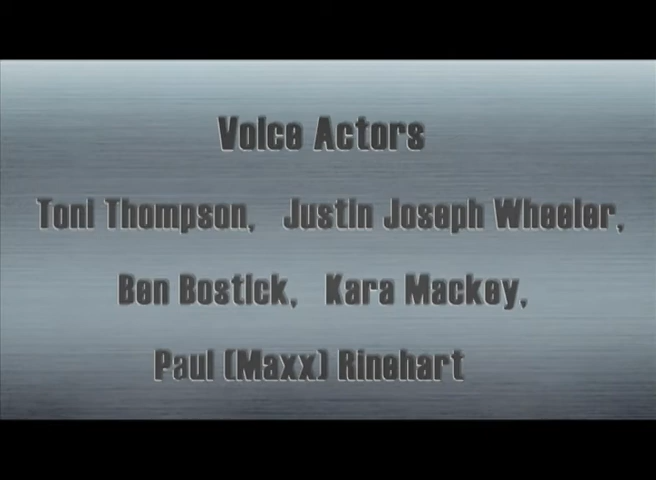 Voice Actors
Toni Thompson, Justin Joseph Wheeler,
Ben Bostick, Kara Mackey,
Paul (Maxx) Rinehart